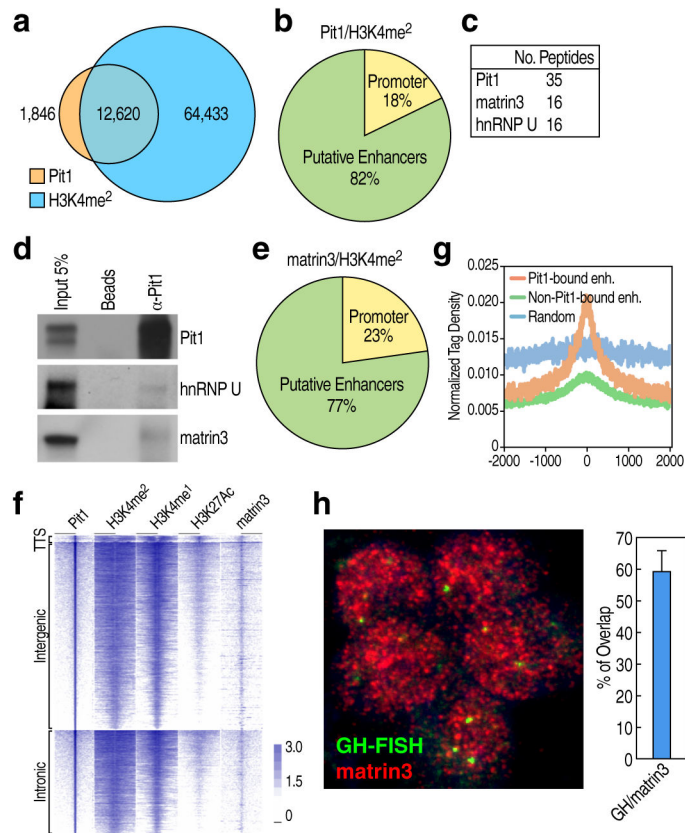 a
1,846
12,620
64,433
Pit1
H3K4me²
b
Pit1/H3K4me²
Promoter
18%
Putative Enhancers
82%
c
No. Peptides
Pit1 35
matrin3 16
hnRNP U 16
d
Input 5%
Beads
α-Pit1
Pit1
hnRNP U
matrin3
e
matrin3/H3K4me²
Promoter
23%
Putative Enhancers
77%
g
Normalized Tag Density
0.025
0.020
0.015
0.010
0.005
0
Pit1-bound enh.
Non-Pit1-bound enh.
Random
-2000 -1000 0 1000 2000
f
Pit1
H3K4me²
H3K4me¹
H3K27Ac
matrin3
TTS
Intergenic
Intronic
3.0
1.5
0
h
GH-FISH
matrin3
% of Overlap
70
60
50
40
30
20
10
0
GH/matrin3